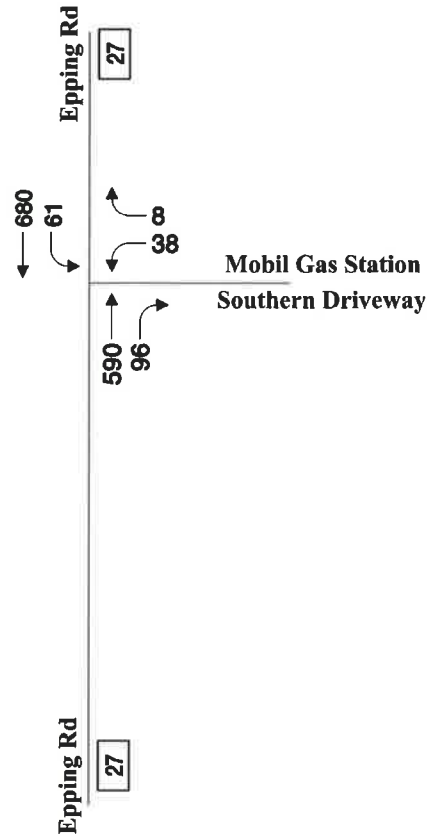 Epping Rd
27
680
61
8
38
Mobil Gas Station
Southern Driveway
590
96
Epping Rd
27